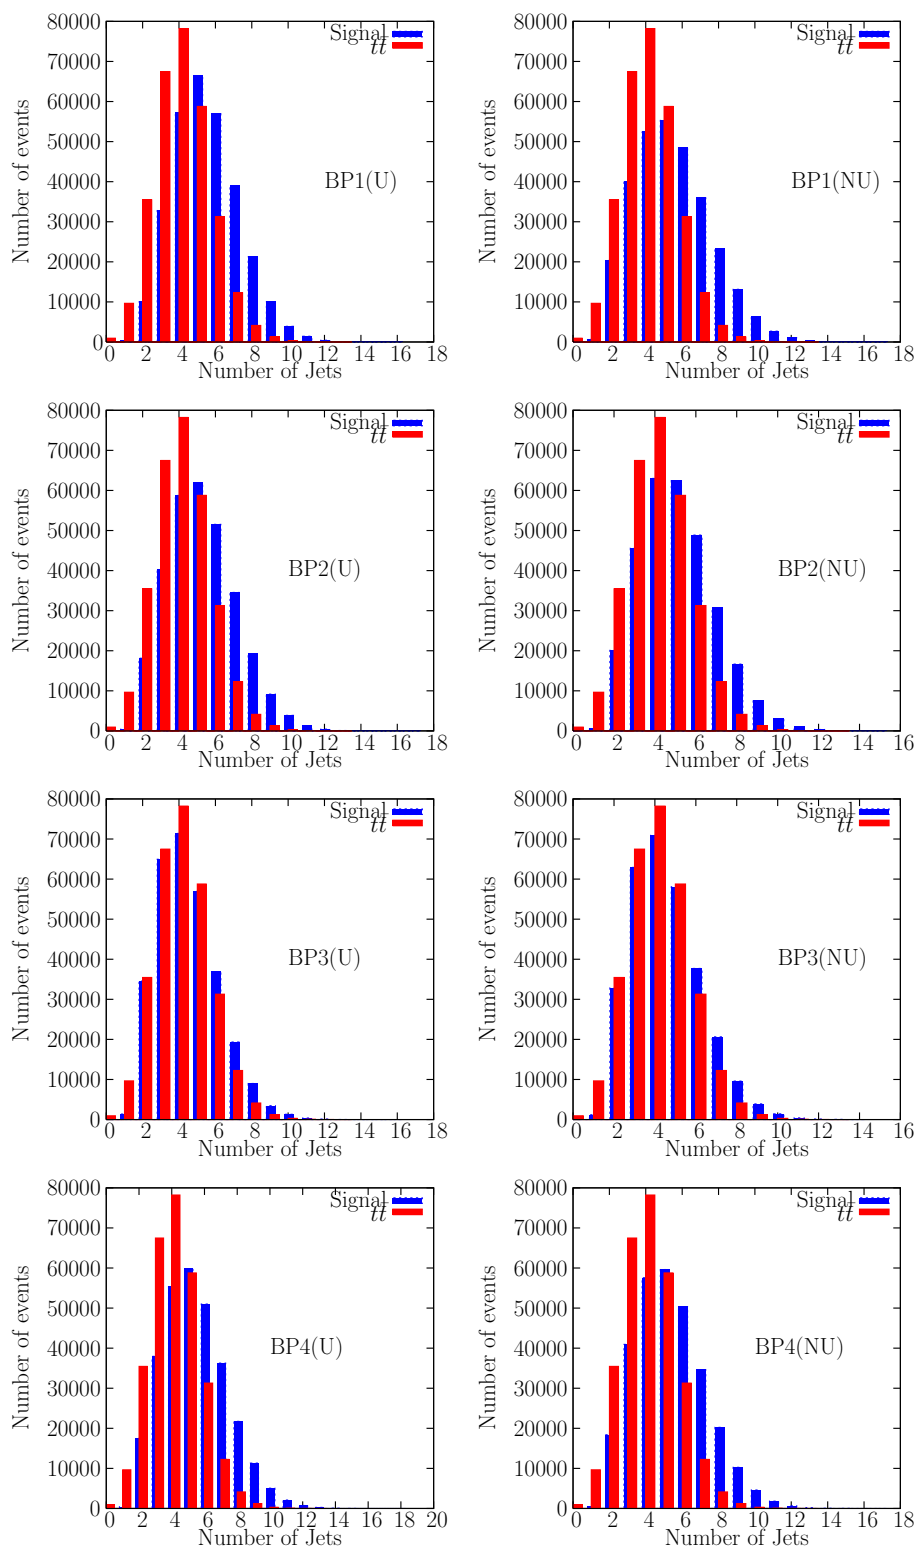 80000
70000
60000
50000
40000
30000
20000
10000
0
Number of events
Signal
tt̄
BP1(U)
0 2 4 6 8 10 12 14 16 18
Number of Jets
80000
70000
60000
50000
40000
30000
20000
10000
0
Number of events
Signal
tt̄
BP1(NU)
0 2 4 6 8 10 12 14 16 18
Number of Jets
80000
70000
60000
50000
40000
30000
20000
10000
0
Number of events
Signal
tt̄
BP2(U)
0 2 4 6 8 10 12 14 16 18
Number of Jets
80000
70000
60000
50000
40000
30000
20000
10000
0
Number of events
Signal
tt̄
BP2(NU)
0 2 4 6 8 10 12 14 16
Number of Jets
80000
70000
60000
50000
40000
30000
20000
10000
0
Number of events
Signal
tt̄
BP3(U)
0 2 4 6 8 10 12 14 16 18
Number of Jets
80000
70000
60000
50000
40000
30000
20000
10000
0
Number of events
Signal
tt̄
BP3(NU)
0 2 4 6 8 10 12 14 16
Number of Jets
80000
70000
60000
50000
40000
30000
20000
10000
0
Number of events
Signal
tt̄
BP4(U)
0 2 4 6 8 10 12 14 16 18 20
Number of Jets
80000
70000
60000
50000
40000
30000
20000
10000
0
Number of events
Signal
tt̄
BP4(NU)
0 2 4 6 8 10 12 14 16 18
Number of Jets